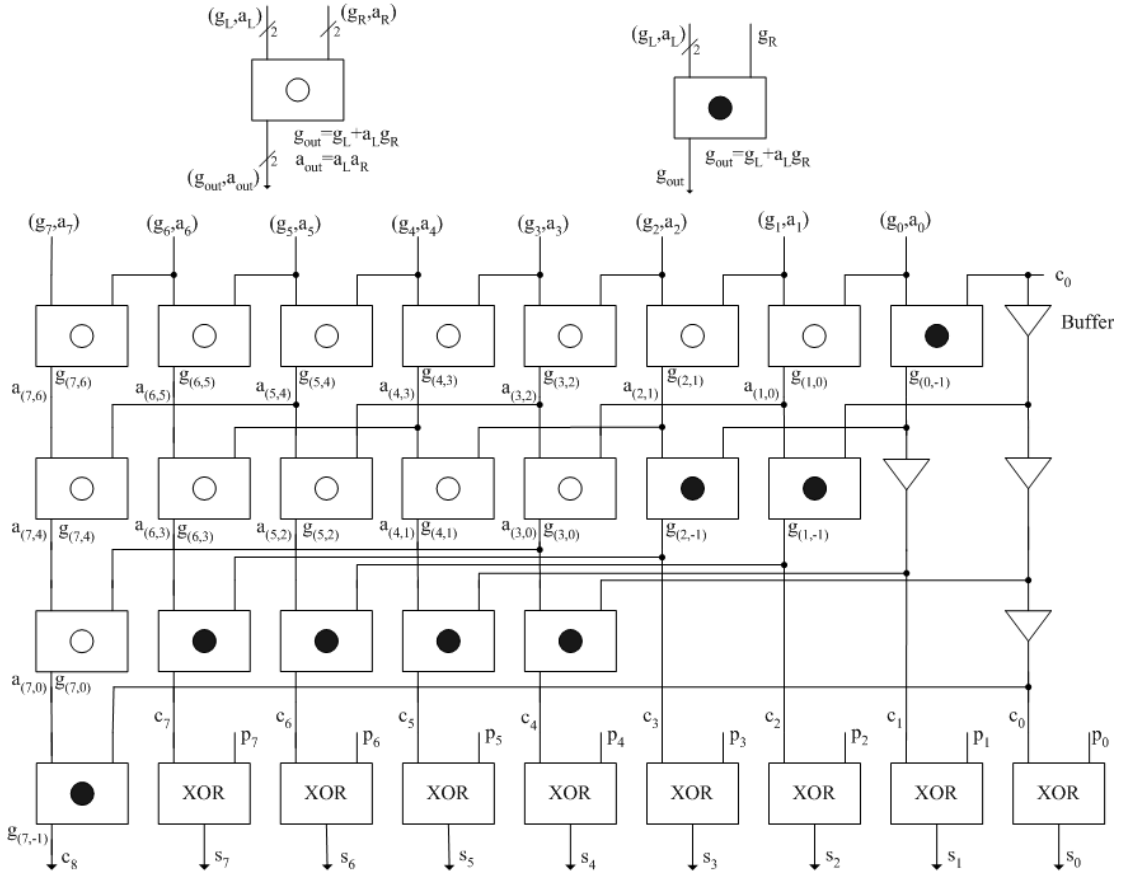 (g_L,a_L) 2 (g_R,a_R) 2
(g_L,a_L) 2 g_R
g_out=g_L+a_Lg_R
a_out=a_La_R
2
(g_out,a_out)
g_out=g_L+a_Lg_R
g_out
(g_7,a_7) (g_6,a_6) (g_5,a_5) (g_4,a_4) (g_3,a_3) (g_2,a_2) (g_1,a_1) (g_0,a_0)
c_0
Buffer
a_(7,6) g_(7,6) a_(6,5) g_(6,5) a_(5,4) g_(5,4) a_(4,3) g_(4,3) a_(3,2) g_(3,2) a_(2,1) g_(2,1) a_(1,0) g_(1,0) g_(0,-1)
a_(7,4) g_(7,4) a_(6,3) g_(6,3) a_(5,2) g_(5,2) a_(4,1) g_(4,1) a_(3,0) g_(3,0) g_(2,-1) g_(1,-1)
a_(7,0) g_(7,0)
c_7 c_6 c_5 c_4 c_3 c_2 c_1 c_0
p_7 p_6 p_5 p_4 p_3 p_2 p_1 p_0
XOR XOR XOR XOR XOR XOR XOR XOR
g_(7,-1)
c_8 s_7 s_6 s_5 s_4 s_3 s_2 s_1 s_0